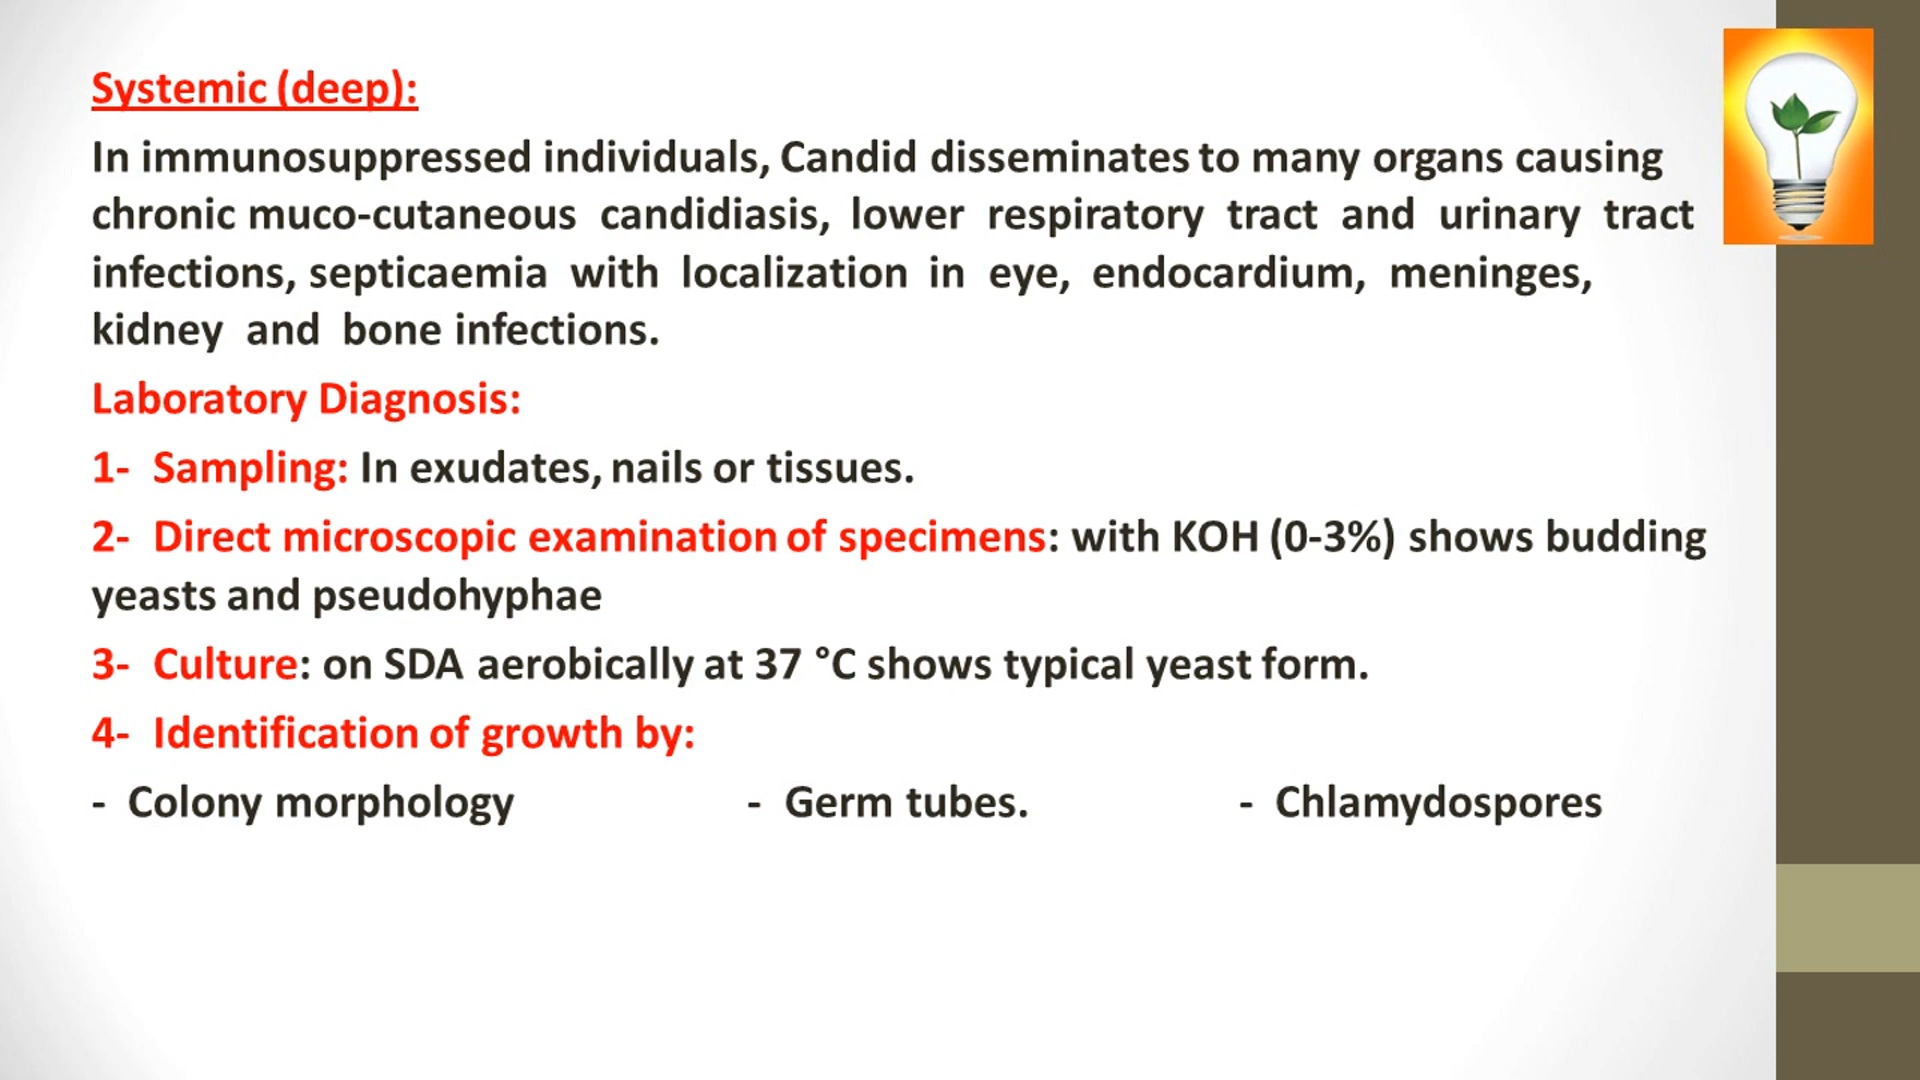 Systemic (deep):
In immunosuppressed individuals, Candid disseminates to many organs causing
chronic muco-cutaneous candidiasis, lower respiratory tract and urinary tract
infections, septicaemia with localization in eye, endocardium, meninges,
kidney and bone infections.
Laboratory Diagnosis:
1- Sampling: In exudates, nails or tissues.
2- Direct microscopic examination of specimens: with KOH (0-3%) shows budding
yeasts and pseudohyphae
3- Culture: on SDA aerobically at 37 °C shows typical yeast form.
4- Identification of growth by:
- Colony morphology - Germ tubes. - Chlamydospores